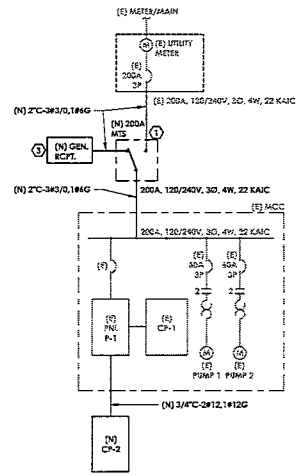 (E) METER/MAIN
M
(E) UTILITY
METER
(E)
200A
3P
(E) 200A, 120/240V, 3Ø, 4W, 22 KAIC
(N) 2"C-3#3/0,1#6G
(N) 200A
MTS
1
3
(N) GEN.
RCPT.
(N) 2"C-3#3/0,1#6G
200A, 120/240V, 3Ø, 4W, 22 KAIC
(E) MCC
200A, 120/240V, 3Ø, 4W, 22 KAIC
(E)
(E)
3P
(E)
3P
2
2
(E)
PNL
P-1
(E)
CP-1
M
M
(E)
PUMP 1
(E)
PUMP 2
(N) 3/4"C-2#12,1#12G
(N)
CP-2